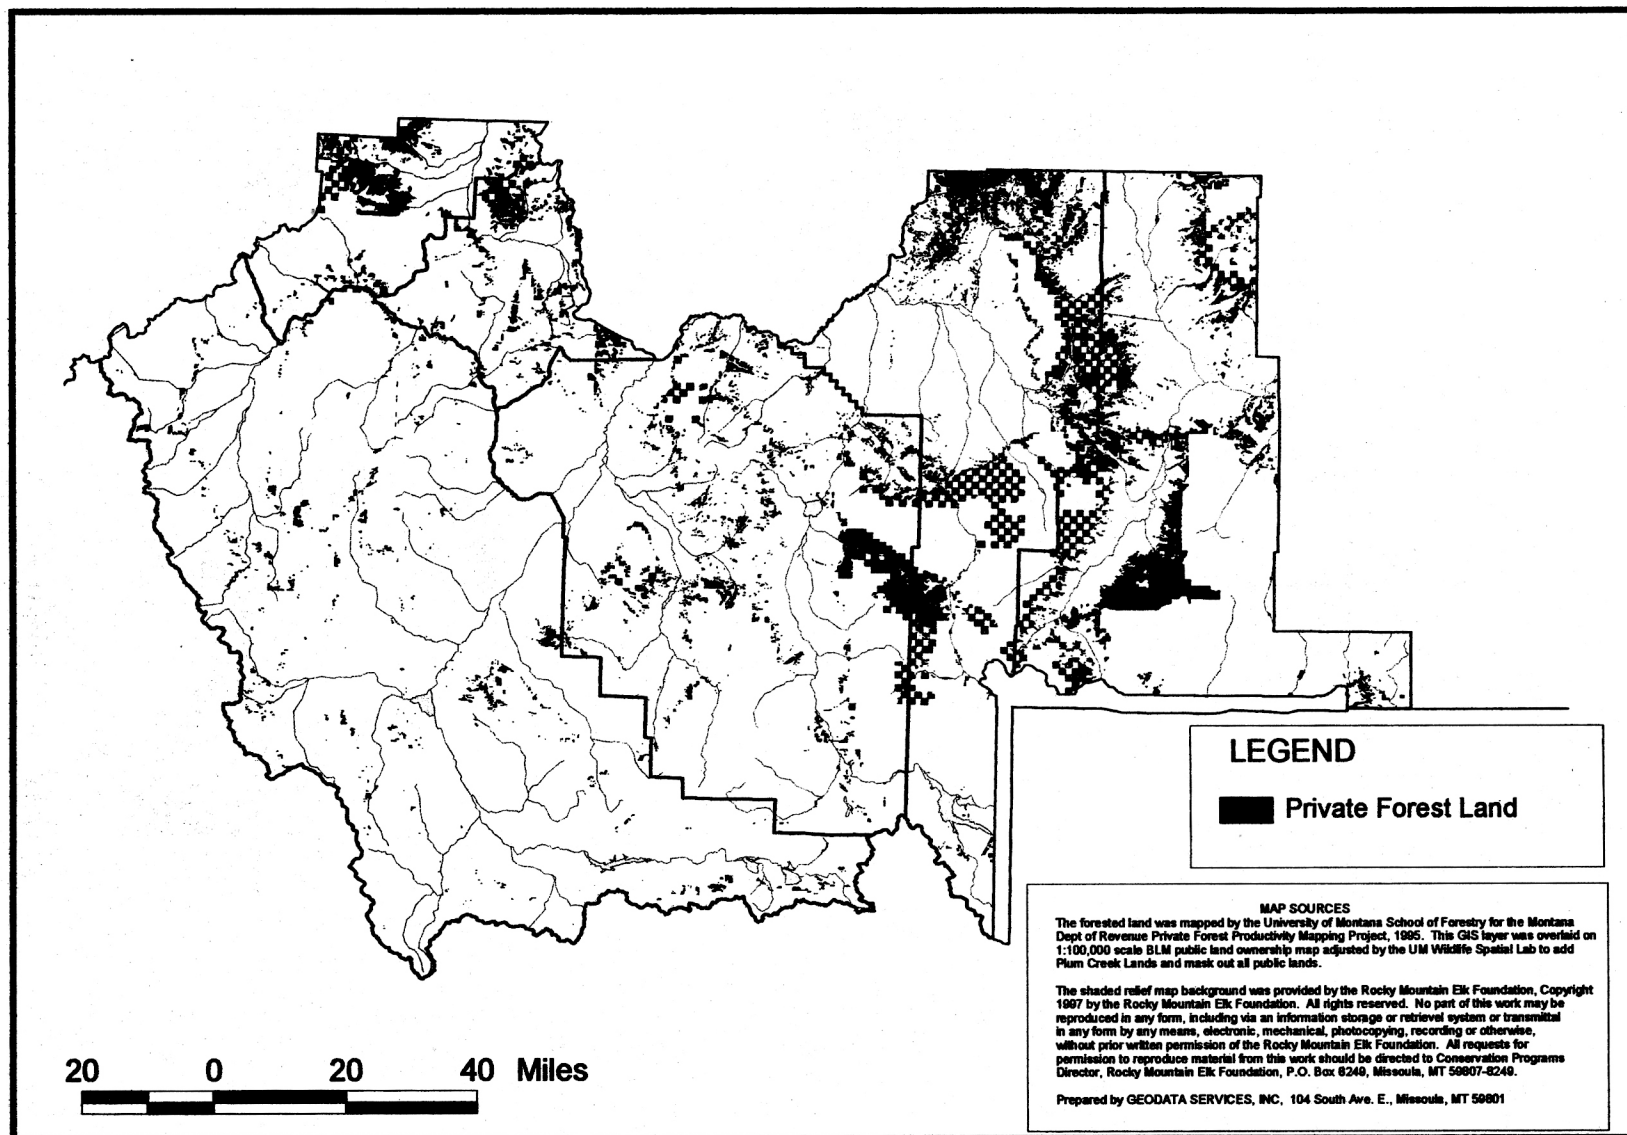 LEGEND
Private Forest Land
MAP SOURCES
The forested land was mapped by the University of Montana School of Forestry for the Montana
Dept of Revenue Private Forest Productivity Mapping Project, 1995. This GIS layer was overlaid on
1:100,000 scale BLM public land ownership map adjusted by the UM Wildlife Spatial Lab to add
Plum Creek Lands and mask out all public lands.
The shaded relief map background was provided by the Rocky Mountain Elk Foundation, Copyright
1997 by the Rocky Mountain Elk Foundation. All rights reserved. No part of this work may be
reproduced in any form, including via an information storage or retrievel system or transmittal
in any form by any means, electronic, mechanical, photocopying, recording or otherwise,
without prior written permission of the Rocky Mountain Elk Foundation. All requests for
permission to reproduce material from this work should be directed to Conservation Programs
Director, Rocky Mountain Elk Foundation, P.O. Box 8249, Missoula, MT 59807-8249.
Prepared by GEODATA SERVICES, INC, 104 South Ave. E., Missoula, MT 59801
20 0 20 40 Miles